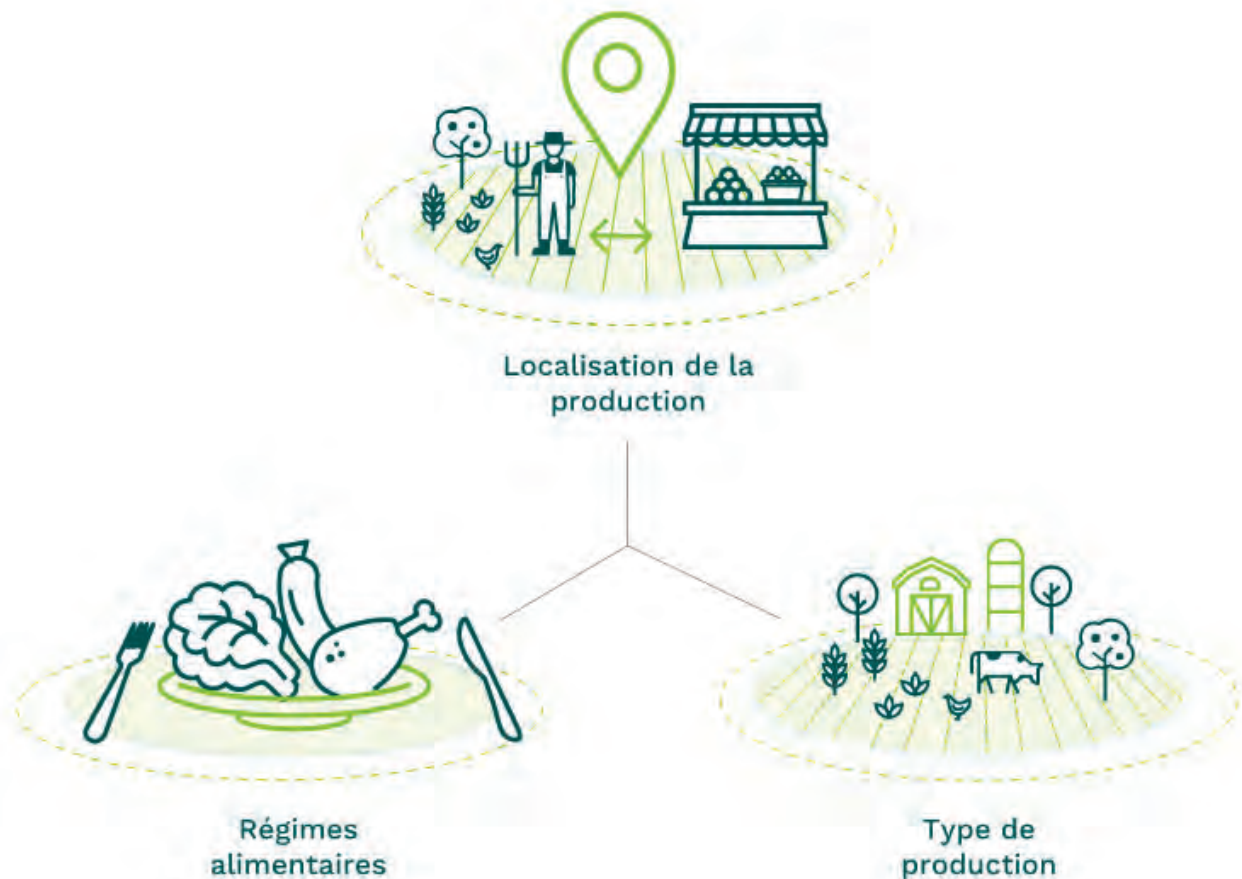 Localisation de la
production
Régimes
alimentaires
Type de
production